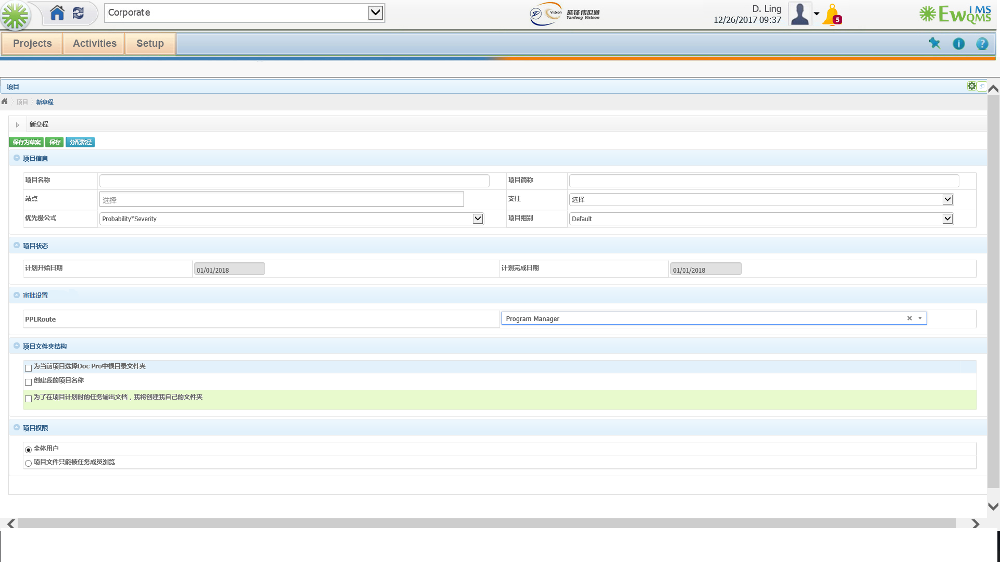 Corporate
Visteon
延锋伟世通
Yanfeng Visteon
D. Ling
12/26/2017 09:37
5
EwIMS
QMS
Projects
Activities
Setup
项目
项目
新章程
新章程
保存为草案
保存
分配路径
项目信息
项目名称
项目简称
站点
选择
支柱
选择
优先级公式
Probability*Severity
项目组别
Default
项目状态
计划开始日期
01/01/2018
计划完成日期
01/01/2018
审批设置
PPLRoute
Program Manager
项目文件夹结构
为当前项目选择Doc Pro中根目录文件夹
创建我的项目名称
为了在项目计划时的任务输出文档，我将创建我自己的文件夹
项目权限
全体用户
项目文件只能被任务成员浏览